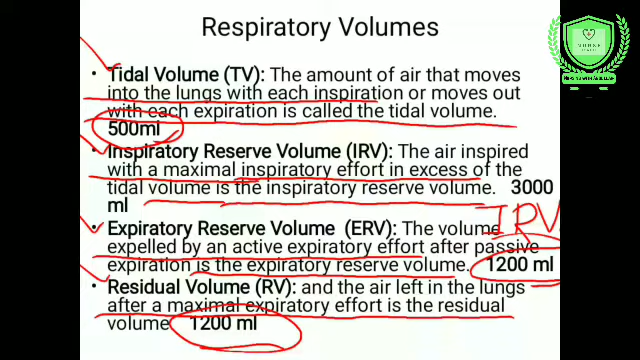 Respiratory Volumes
• Tidal Volume (TV): The amount of air that moves
into the lungs with each inspiration or moves out
with each expiration is called the tidal volume.
500ml
• Inspiratory Reserve Volume (IRV): The air inspired
with a maximal inspiratory effort in excess of the
tidal volume is the inspiratory reserve volume. 3000
ml
IRV
• Expiratory Reserve Volume (ERV): The volume
expelled by an active expiratory effort after passive
expiration is the expiratory reserve volume. 1200 ml
• Residual Volume (RV): and the air left in the lungs
after a maximal expiratory effort is the residual
volume 1200 ml